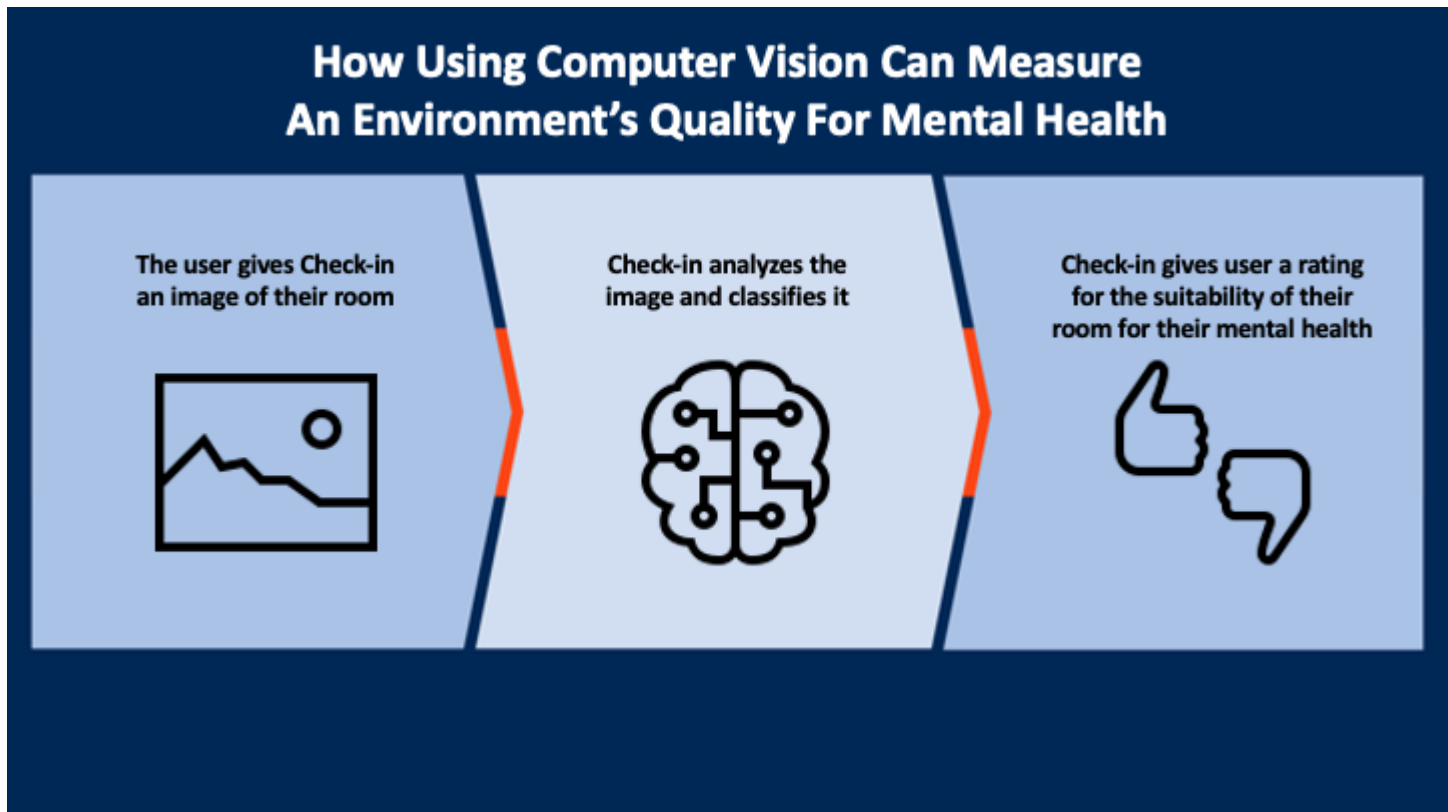 How Using Computer Vision Can Measure
An Environment’s Quality For Mental Health
The user gives Check-in
an image of their room
Check-in analyzes the
image and classifies it
Check-in gives user a rating
for the suitability of their
room for their mental health